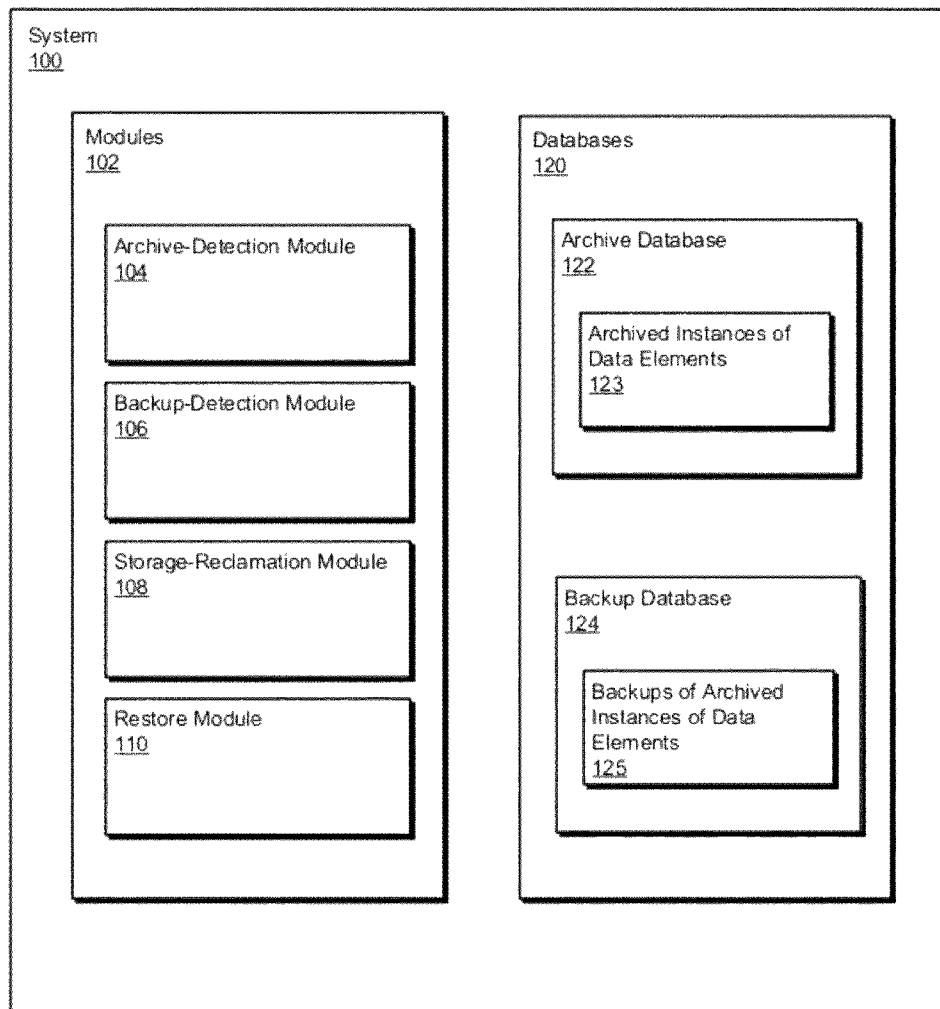 System
100
Modules
102
Archive-Detection Module
104
Backup-Detection Module
106
Storage-Reclamation Module
108
Restore Module
110
Databases
120
Archive Database
122
Archived Instances of
Data Elements
123
Backup Database
124
Backups of Archived
Instances of Data
Elements
125